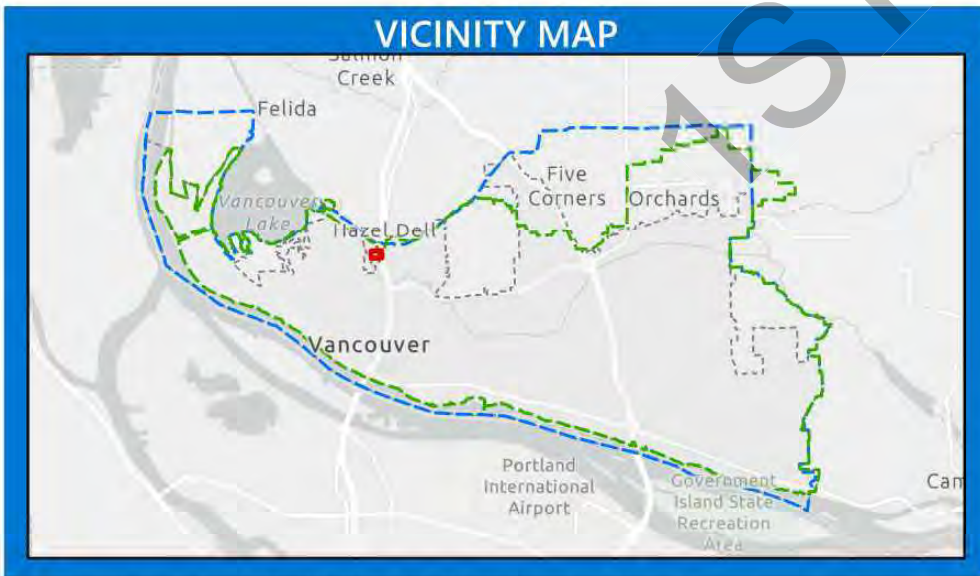 VICINITY MAP
Salmon
Creek
Felida
Five
Corners
Orchards
Vancouver
Lake
Hazel Dell
Vancouver
Portland
International
Airport
Government
Island State
Recreation
Area